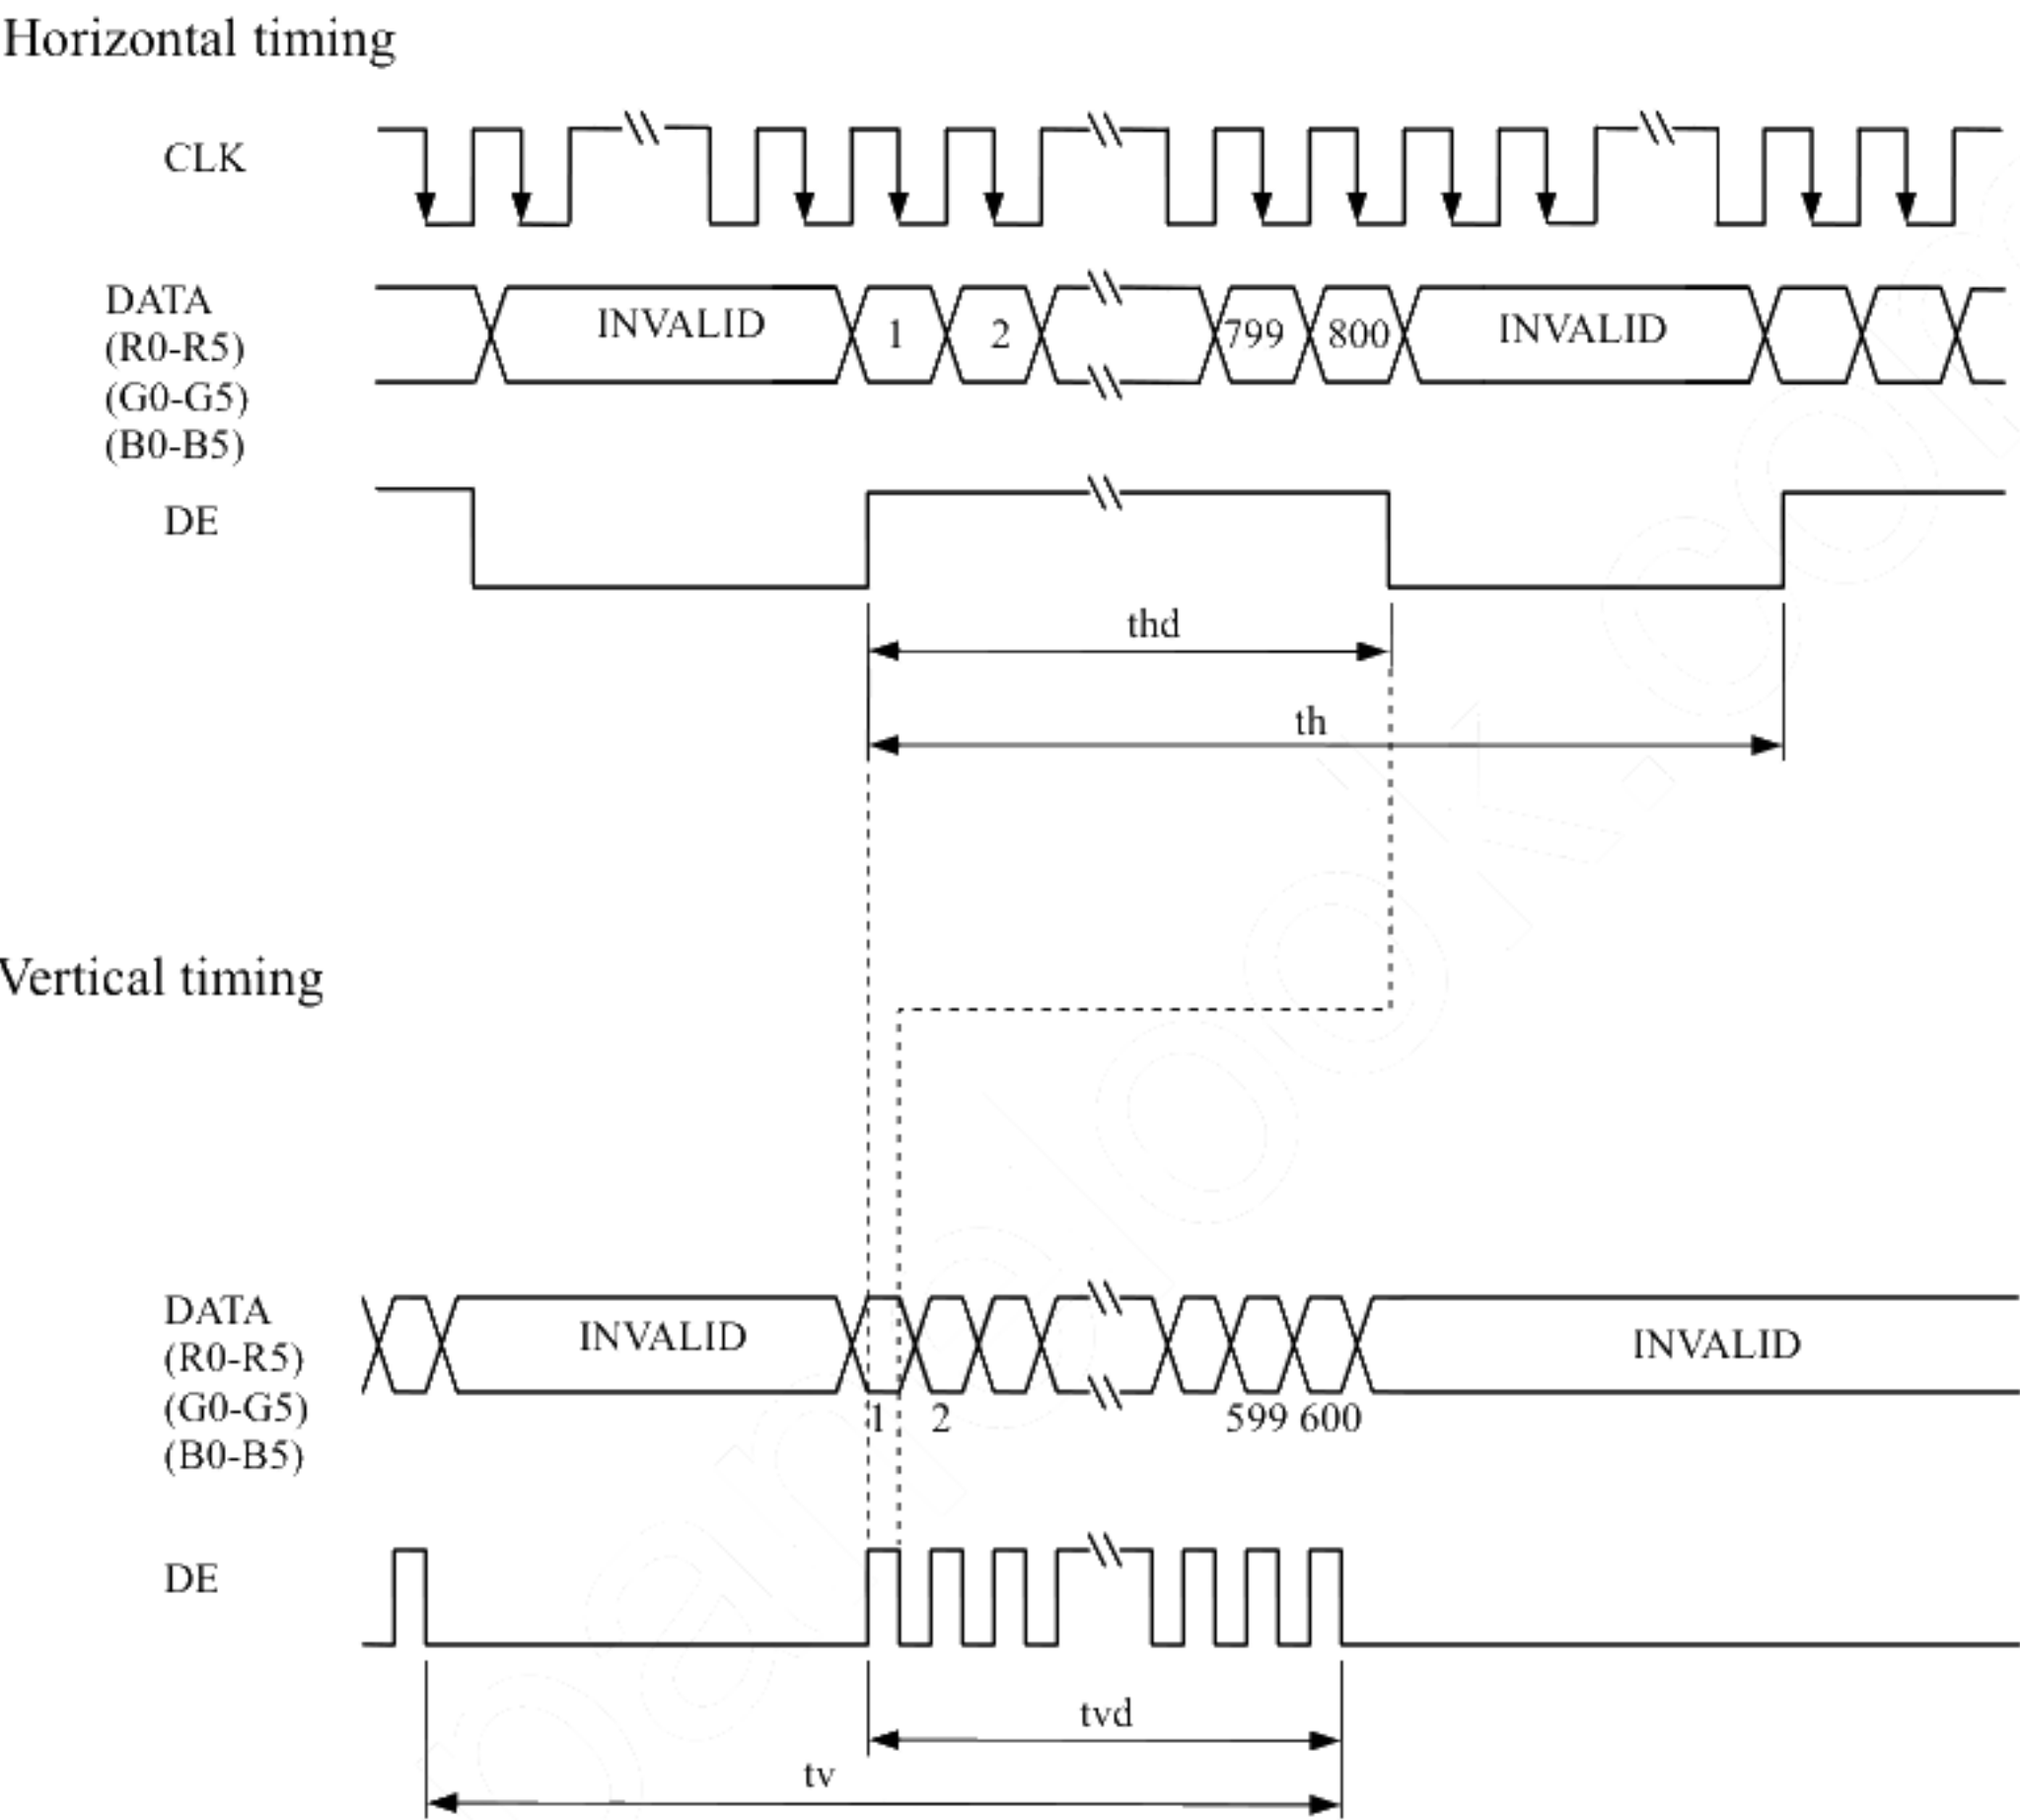 Horizontal timing
CLK
DATA
(R0-R5)
(G0-G5)
(B0-B5)
INVALID
1
2
799
800
INVALID
DE
thd
th
Vertical timing
DATA
(R0-R5)
(G0-G5)
(B0-B5)
INVALID
INVALID
1
2
599
600
DE
tvd
tv